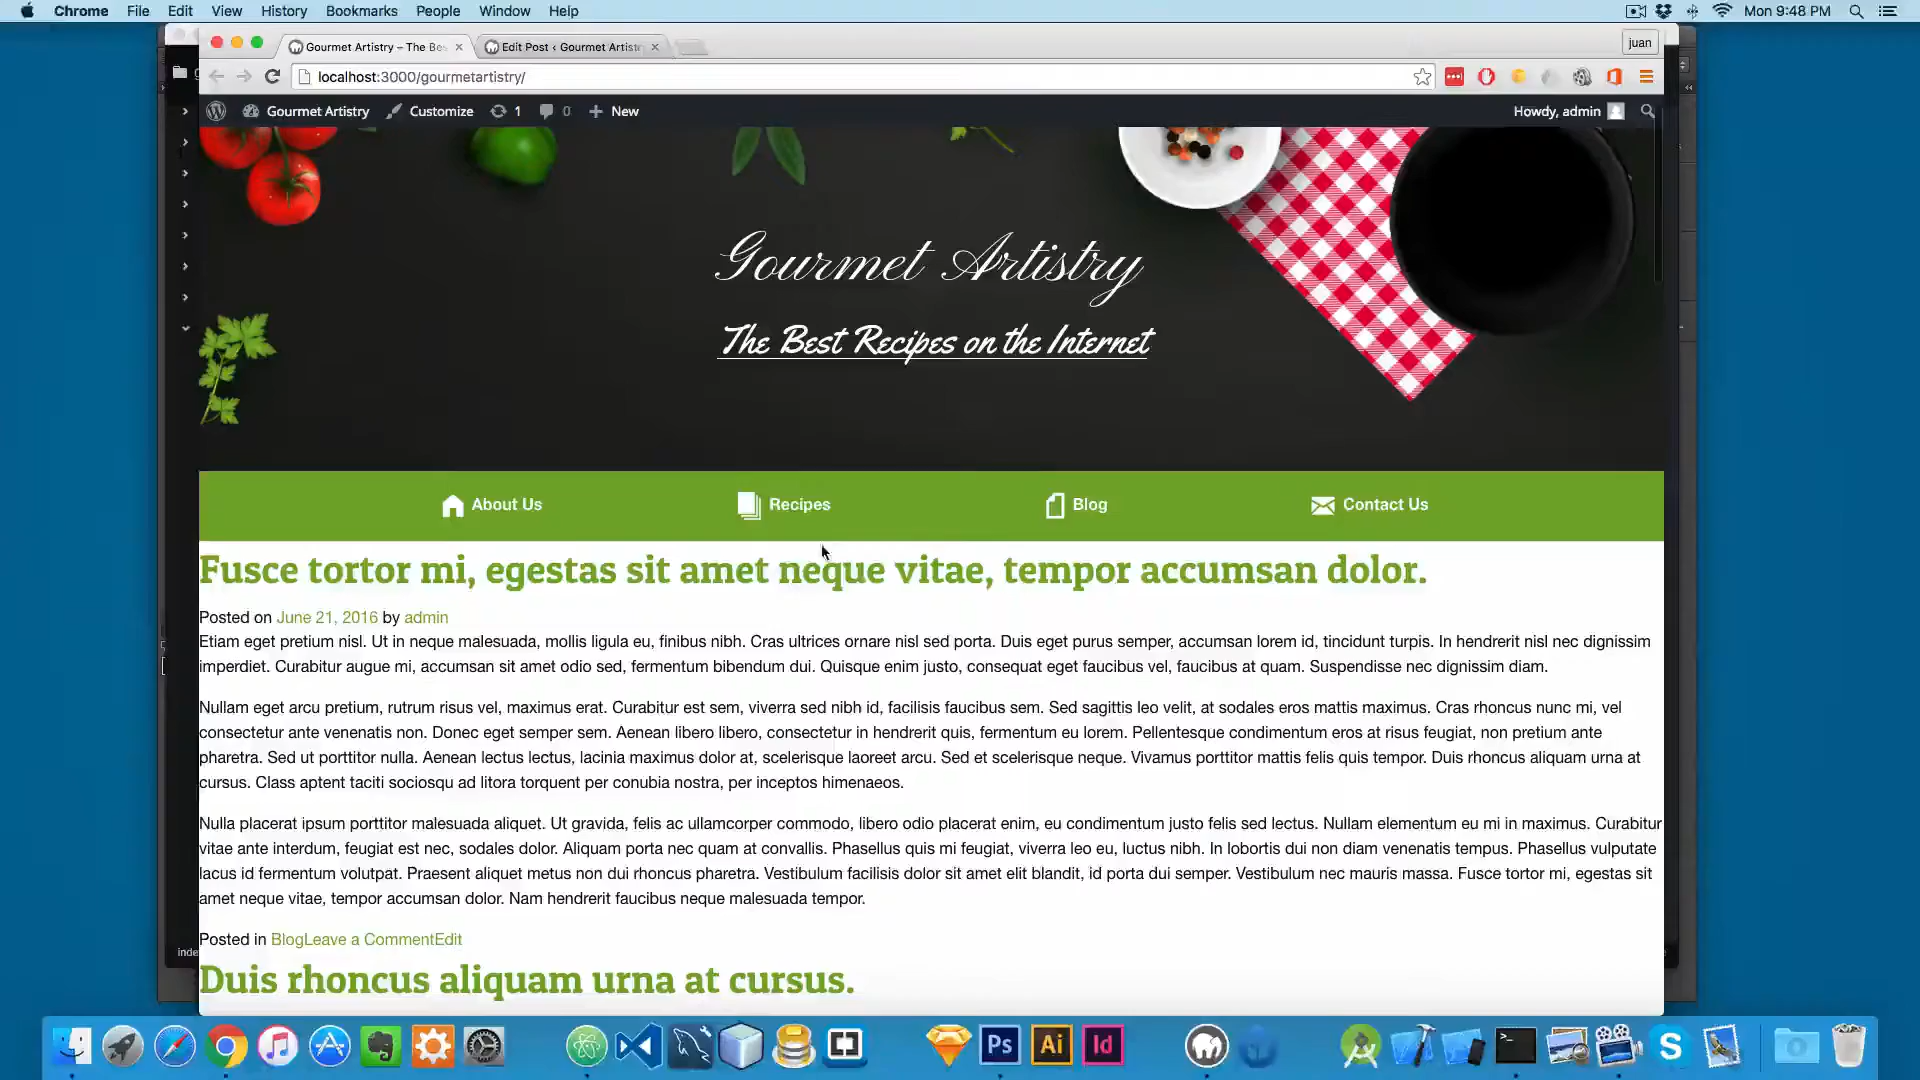 Chrome File Edit View History Bookmarks People Window Help Mon 9:48 PM
Gourmet Artistry – The Bes Edit Post ‹ Gourmet Artist juan
localhost:3000/gourmetartistry/
Gourmet Artistry Customize 1 0 New Howdy, admin
Gourmet Artistry
The Best Recipes on the Internet
About Us Recipes Blog Contact Us
Fusce tortor mi, egestas sit amet neque vitae, tempor accumsan dolor.
Posted on June 21, 2016 by admin
Etiam eget pretium nisl. Ut in neque malesuada, mollis ligula eu, finibus nibh. Cras ultrices ornare nisl sed porta. Duis eget purus semper, accumsan lorem id, tincidunt turpis. In hendrerit nisl nec dignissim
imperdiet. Curabitur augue mi, accumsan sit amet odio sed, fermentum bibendum dui. Quisque enim justo, consequat eget faucibus vel, faucibus at quam. Suspendisse nec dignissim diam.
Nullam eget arcu pretium, rutrum risus vel, maximus erat. Curabitur est sem, viverra sed nibh id, facilisis faucibus sem. Sed sagittis leo velit, at sodales eros mattis maximus. Cras rhoncus nunc mi, vel
consectetur ante venenatis non. Donec eget semper sem. Aenean libero libero, consectetur in hendrerit quis, fermentum eu lorem. Pellentesque condimentum eros at risus feugiat, non pretium ante
pharetra. Sed ut porttitor nulla. Aenean lectus lectus, lacinia maximus dolor at, scelerisque laoreet arcu. Sed et scelerisque neque. Vivamus porttitor mattis felis quis tempor. Duis rhoncus aliquam urna at
cursus. Class aptent taciti sociosqu ad litora torquent per conubia nostra, per inceptos himenaeos.
Nulla placerat ipsum porttitor malesuada aliquet. Ut gravida, felis ac ullamcorper commodo, libero odio placerat enim, eu condimentum justo felis sed lectus. Nullam elementum eu mi in maximus. Curabitur
vitae ante interdum, feugiat est nec, sodales dolor. Aliquam porta nec quam at convallis. Phasellus quis mi feugiat, viverra leo eu, luctus nibh. In lobortis dui non diam venenatis tempus. Phasellus vulputate
lacus id fermentum volutpat. Praesent aliquet metus non dui rhoncus pharetra. Vestibulum facilisis dolor sit amet elit blandit, id porta dui semper. Vestibulum nec mauris massa. Fusce tortor mi, egestas sit
amet neque vitae, tempor accumsan dolor. Nam hendrerit faucibus neque malesuada tempor.
Posted in BlogLeave a CommentEdit
inde
Duis rhoncus aliquam urna at cursus.
Ps Ai Id